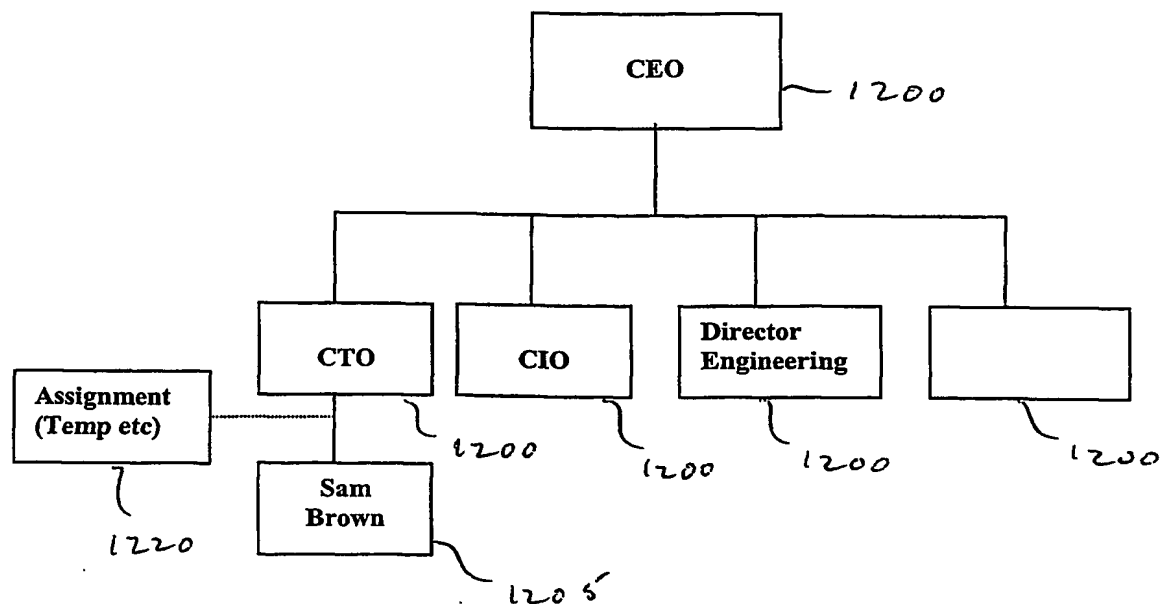 CEO
1200
CTO
CIO
Director
Engineering
Assignment
(Temp etc)
1200
1200
1200
1200
Sam
Brown
1220
1205